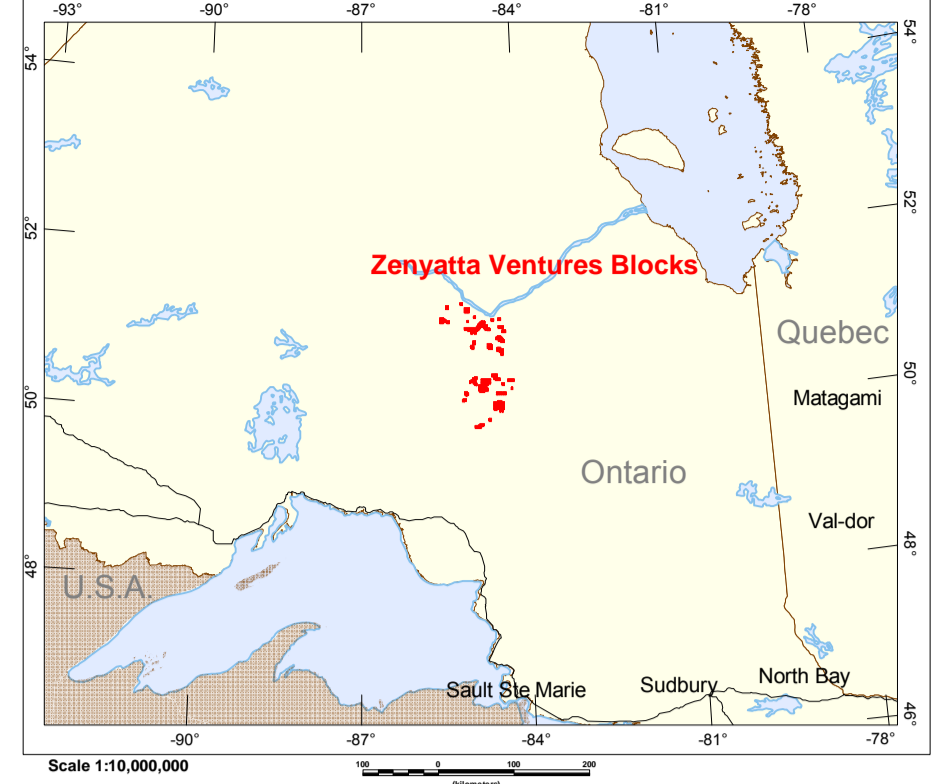 -93° -90° -87° -84° -81° -78°
54° 54°
52° 52°
Zenyatta Ventures Blocks
Quebec
50° 50°
Matagami
Ontario
Val-dor
48° 48°
U.S.A.
North Bay
Sault Ste Marie Sudbury
46°
-90° -87° -84° -81° -78°
Scale 1:10,000,000
100 0 100 200
(kilometers)